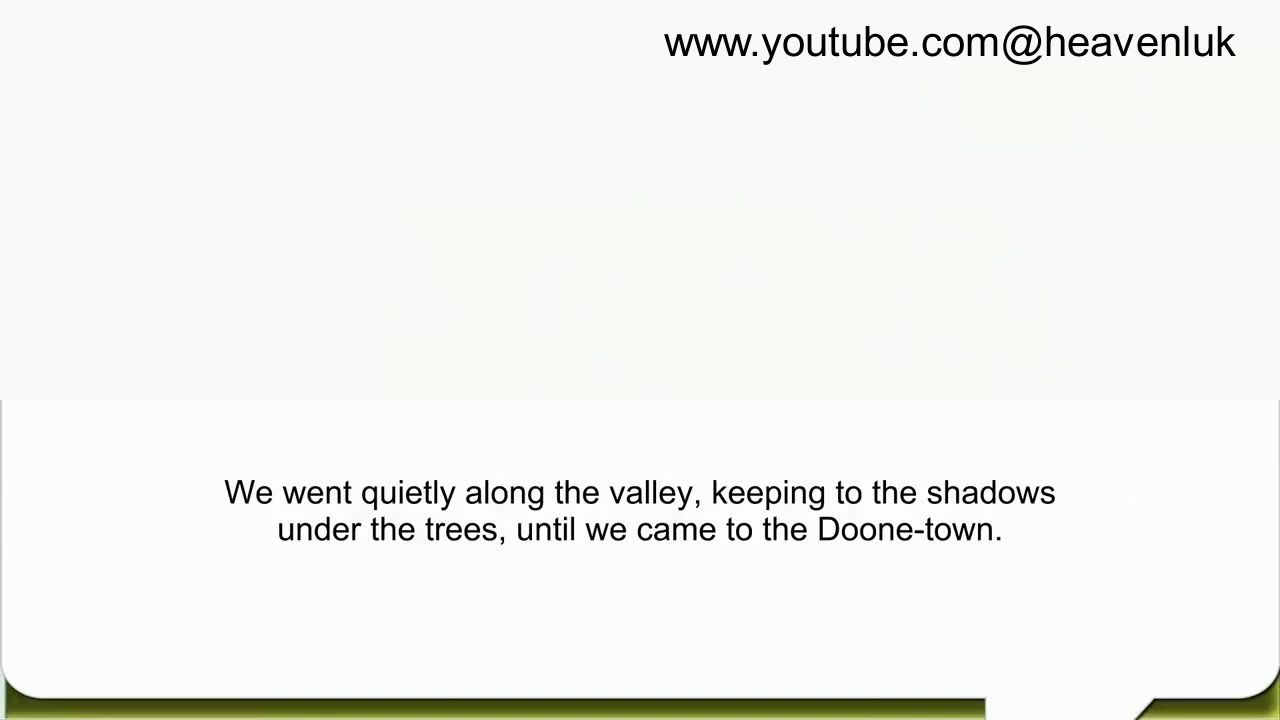 www.youtube.com@heavenluk
We went quietly along the valley, keeping to the shadows
under the trees, until we came to the Doone-town.